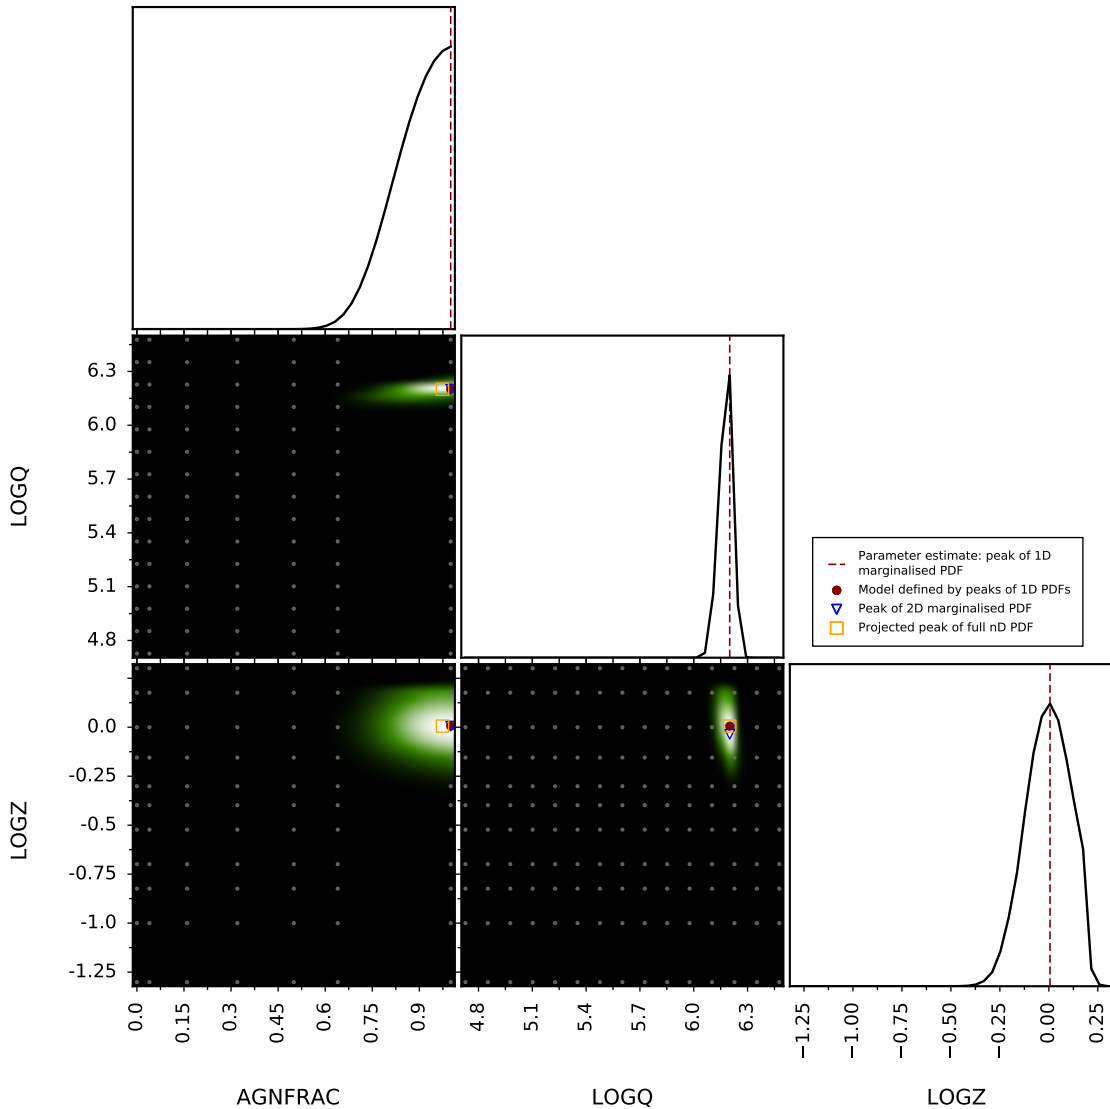 LOGQ
6.3
6.0
5.7
5.4
5.1
4.8
Parameter estimate: peak of 1D
marginalised PDF
Model defined by peaks of 1D PDFs
Peak of 2D marginalised PDF
Projected peak of full nD PDF
LOGZ
0.0
-0.25
-0.5
-0.75
-1.0
-1.25
0.0 0.15 0.3 0.45 0.6 0.75 0.9 4.8 5.1 5.4 5.7 6.0 6.3 −1.25 −1.00 −0.75 −0.50 −0.25 0.00 0.25
AGNFRAC LOGQ LOGZ